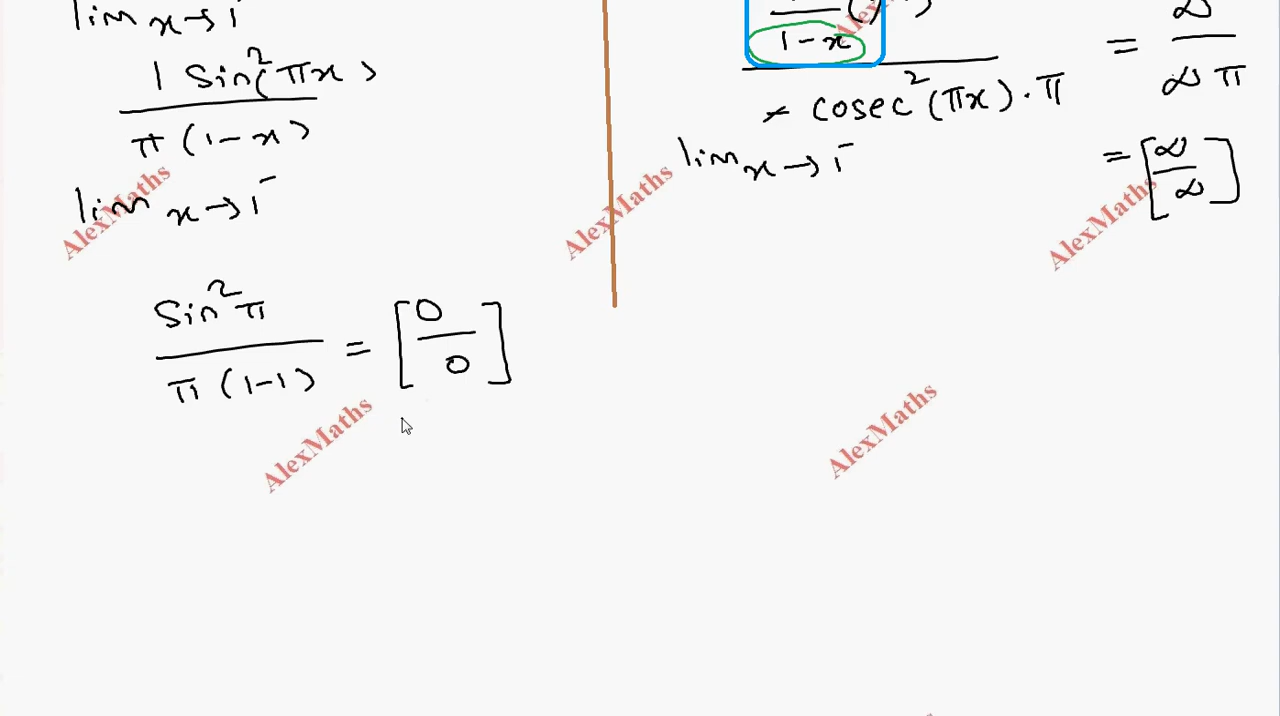 lim x→1⁻
1 Sin²(πx)
π(1-x)
lim x→1⁻
Sin²π
π(1-1)
= [0/0]
1-x
- cosec²(πx).π
lim x→1⁻
= ∞
∞π
= [∞/∞]
AlexMaths
AlexMaths
AlexMaths
AlexMaths
AlexMaths